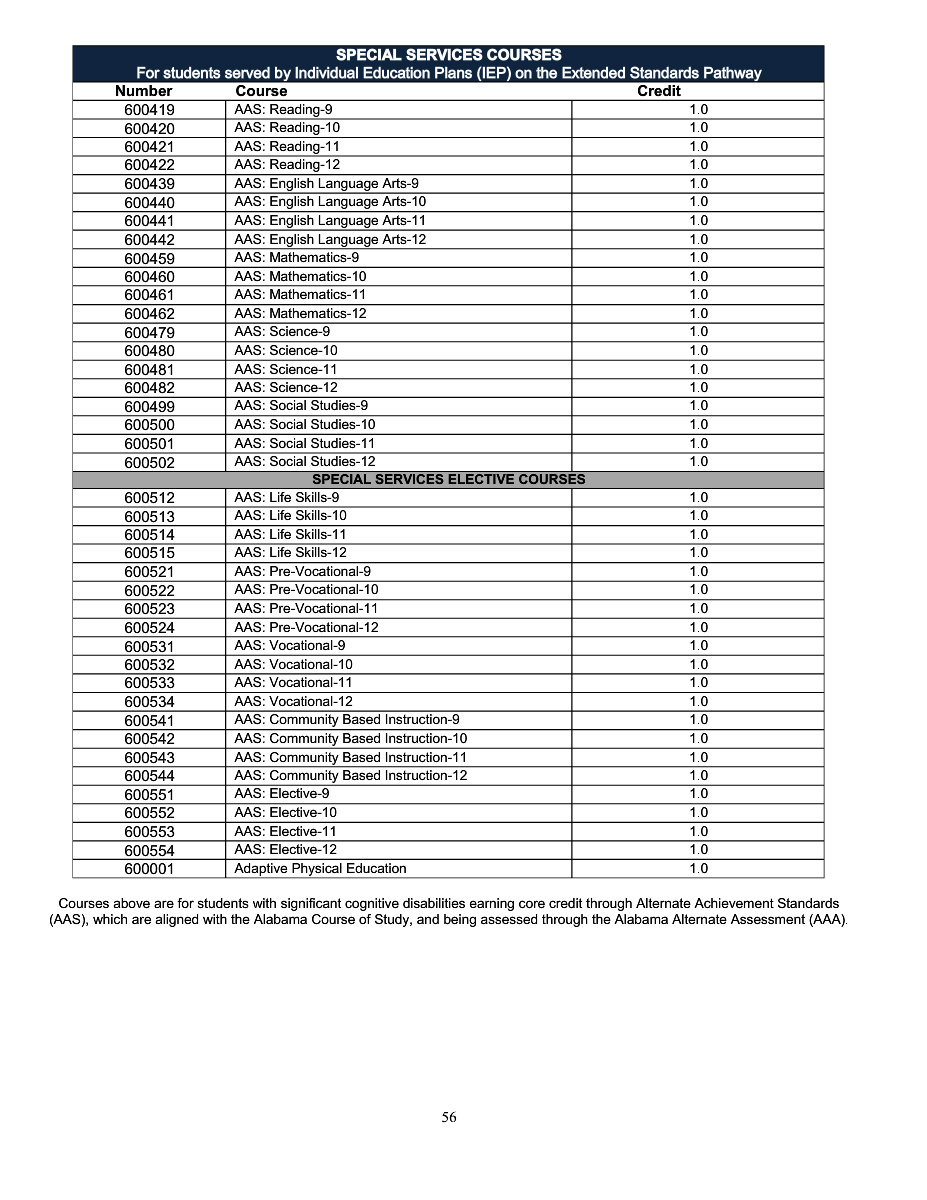 SPECIAL SERVICES COURSES
For students served by Individual Education Plans (IEP) on the Extended Standards Pathway
Number Course Credit
600419 AAS: Reading-9 1.0
600420 AAS: Reading-10 1.0
600421 AAS: Reading-11 1.0
600422 AAS: Reading-12 1.0
600439 AAS: English Language Arts-9 1.0
600440 AAS: English Language Arts-10 1.0
600441 AAS: English Language Arts-11 1.0
600442 AAS: English Language Arts-12 1.0
600459 AAS: Mathematics-9 1.0
600460 AAS: Mathematics-10 1.0
600461 AAS: Mathematics-11 1.0
600462 AAS: Mathematics-12 1.0
600479 AAS: Science-9 1.0
600480 AAS: Science-10 1.0
600481 AAS: Science-11 1.0
600482 AAS: Science-12 1.0
600499 AAS: Social Studies-9 1.0
600500 AAS: Social Studies-10 1.0
600501 AAS: Social Studies-11 1.0
600502 AAS: Social Studies-12 1.0
SPECIAL SERVICES ELECTIVE COURSES
600512 AAS: Life Skills-9 1.0
600513 AAS: Life Skills-10 1.0
600514 AAS: Life Skills-11 1.0
600515 AAS: Life Skills-12 1.0
600521 AAS: Pre-Vocational-9 1.0
600522 AAS: Pre-Vocational-10 1.0
600523 AAS: Pre-Vocational-11 1.0
600524 AAS: Pre-Vocational-12 1.0
600531 AAS: Vocational-9 1.0
600532 AAS: Vocational-10 1.0
600533 AAS: Vocational-11 1.0
600534 AAS: Vocational-12 1.0
600541 AAS: Community Based Instruction-9 1.0
600542 AAS: Community Based Instruction-10 1.0
600543 AAS: Community Based Instruction-11 1.0
600544 AAS: Community Based Instruction-12 1.0
600551 AAS: Elective-9 1.0
600552 AAS: Elective-10 1.0
600553 AAS: Elective-11 1.0
600554 AAS: Elective-12 1.0
600001 Adaptive Physical Education 1.0
Courses above are for students with significant cognitive disabilities earning core credit through Alternate Achievement Standards
(AAS), which are aligned with the Alabama Course of Study, and being assessed through the Alabama Alternate Assessment (AAA).
56